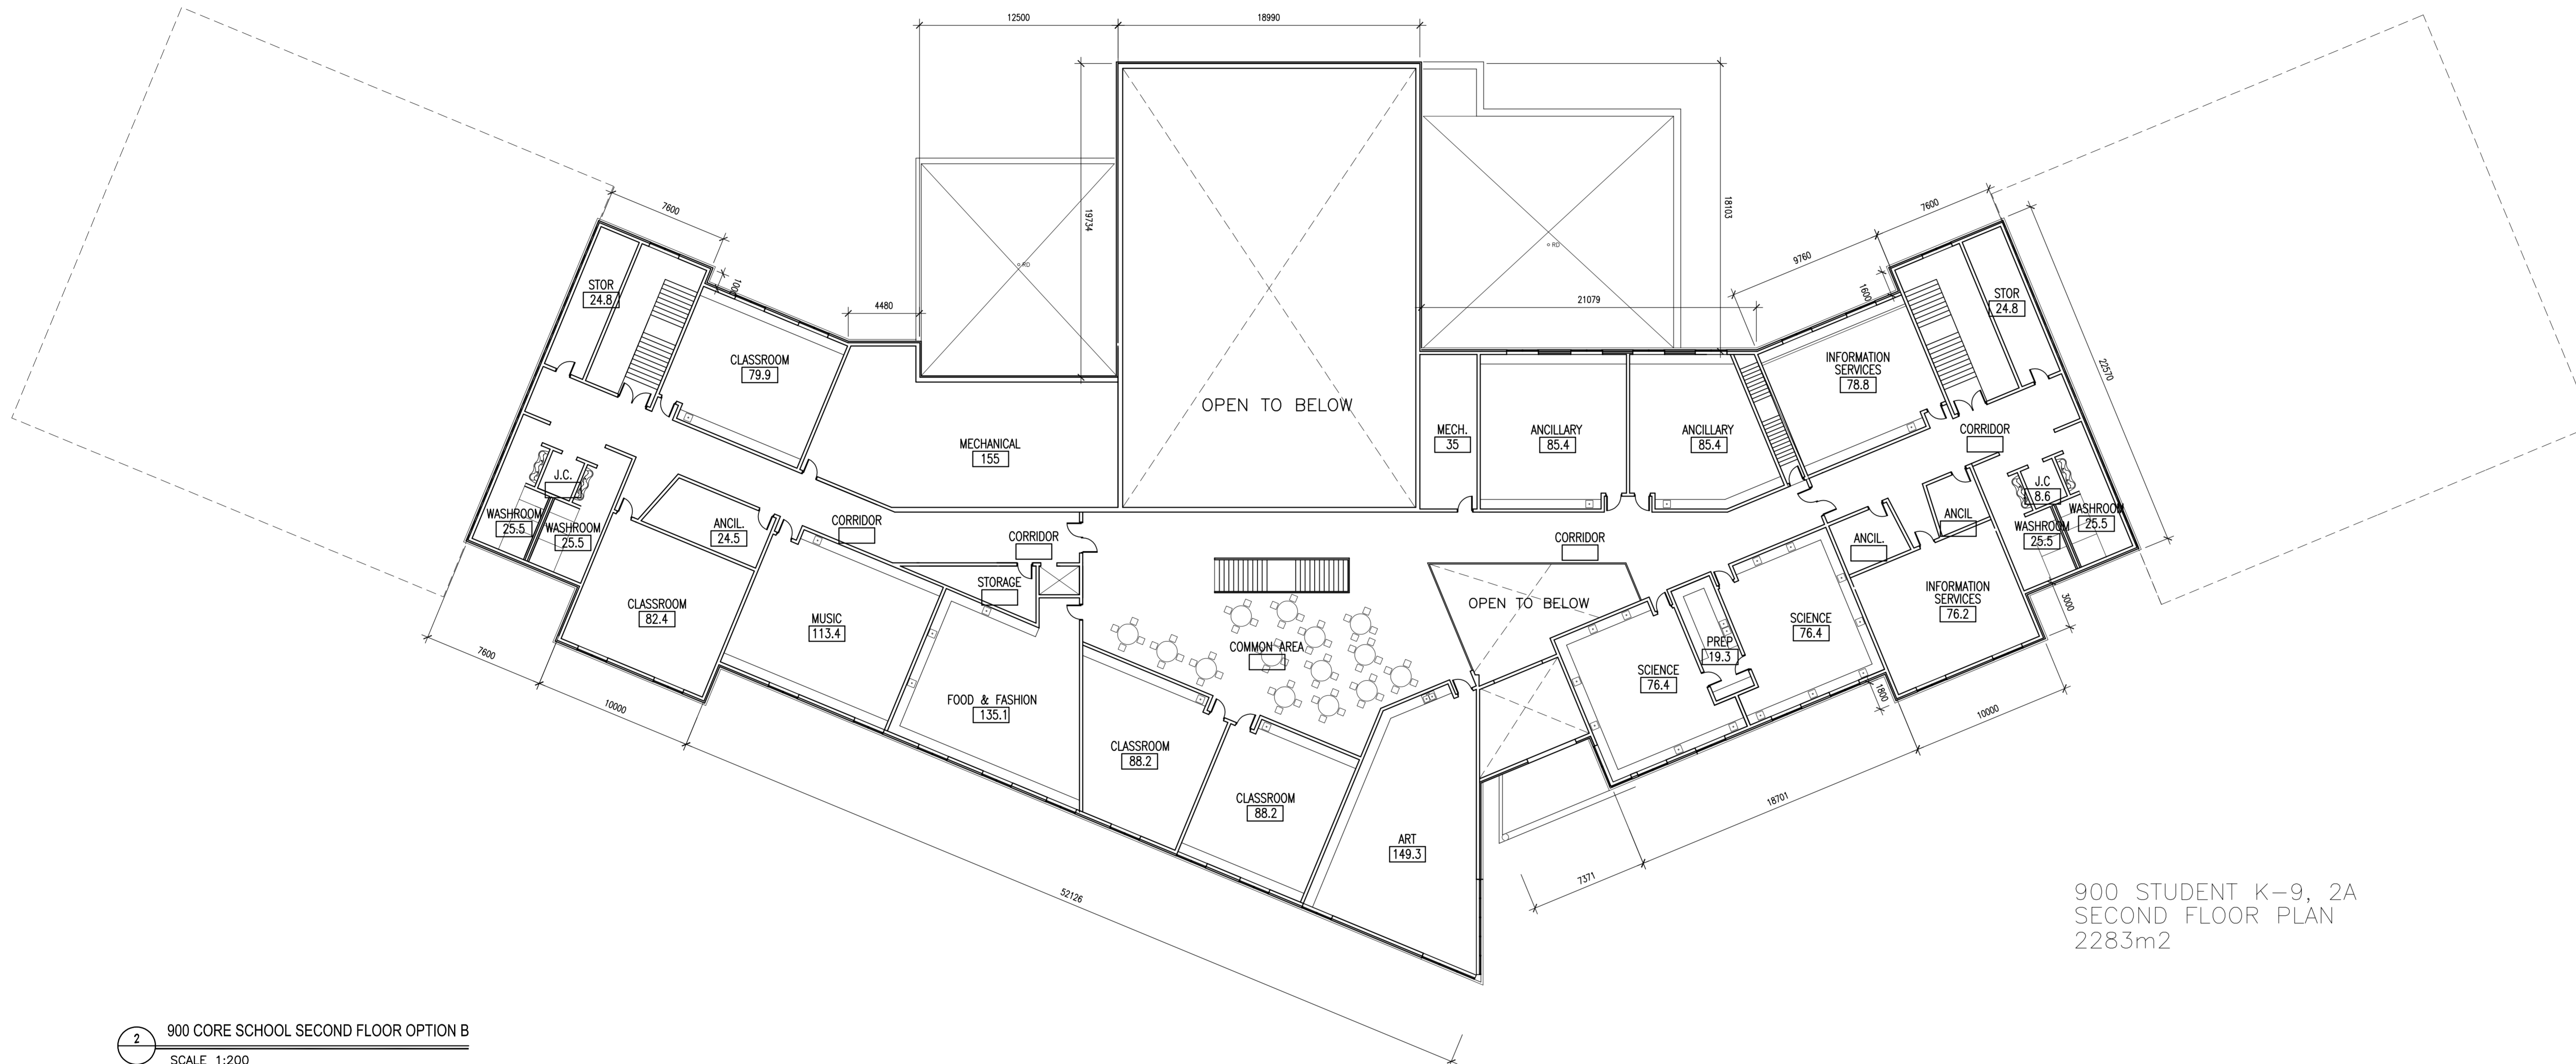 12500
18990
19734
18103
7600
1000
4480
RD
RD
21079
9760
7600
1600
22570
STOR
24.8
CLASSROOM
79.9
MECHANICAL
155
OPEN TO BELOW
MECH.
35
ANCILLARY
85.4
ANCILLARY
85.4
INFORMATION
SERVICES
78.8
STOR
24.8
CORRIDOR
J.C.
WASHROOM
25.5
WASHROOM
25.5
ANCIL.
24.5
CORRIDOR
CORRIDOR
STORAGE
CORRIDOR
OPEN TO BELOW
ANCIL.
ANCIL
J.C
8.6
WASHROOM
25.5
WASHROOM
25.5
CLASSROOM
82.4
MUSIC
113.4
FOOD & FASHION
135.1
COMMON AREA
CLASSROOM
88.2
CLASSROOM
88.2
ART
149.3
SCIENCE
76.4
PREP
19.3
SCIENCE
76.4
INFORMATION
SERVICES
76.2
3000
7600
10000
52126
7371
18701
1800
10000
900 STUDENT K-9, 2A
SECOND FLOOR PLAN
2283m2
2
900 CORE SCHOOL SECOND FLOOR OPTION B
SCALE 1:200